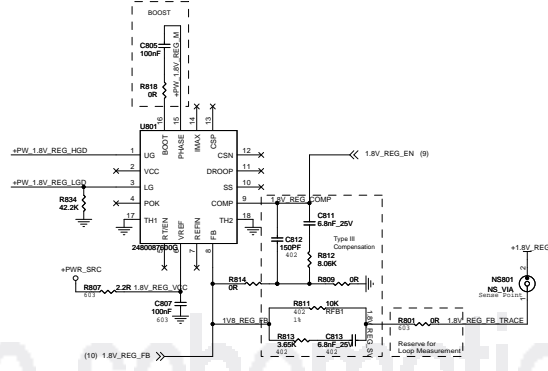 BOOST
C805
100nF
+PW_1.8V_REG_M
R818
0R
16
15
14
13
U801
BOOT
PHASE
IMAX
CSP
+PW_1.8V_REG_HGD
1
UG
CSN
12
1.8V_REG_EN (9)
2
VCC
DROOP
11
+PW_1.8V_REG_LGD
3
LG
SS
10
4
POK
COMP
9
1.8V_REG_COMP
R834
42.2K
17
TH1
TH2
18
RT/EN
VREF
REFIN
FB
2480087600G
5
6
7
8
C811
6.8nF_25V
C812
150PF
402
Type III
Compensation
R812
8.06K
+1.8V_REG
+PWR_SRC
R807
2.2R
1.8V_REG_VCC
603
R814
0R
R809
0R
2
NS801
NS_VIA
Sense Point
1
C807
100nF
603
R811
10K
402
RFB1
1%
1V8_REG_FB
R813
3.65K
402
C813
6.8nF_25V
402
R801
0R
603
1.8V_REG_FB_TRACE
Reserve for
Loop Measurement
(10) 1.8V_REG_FB